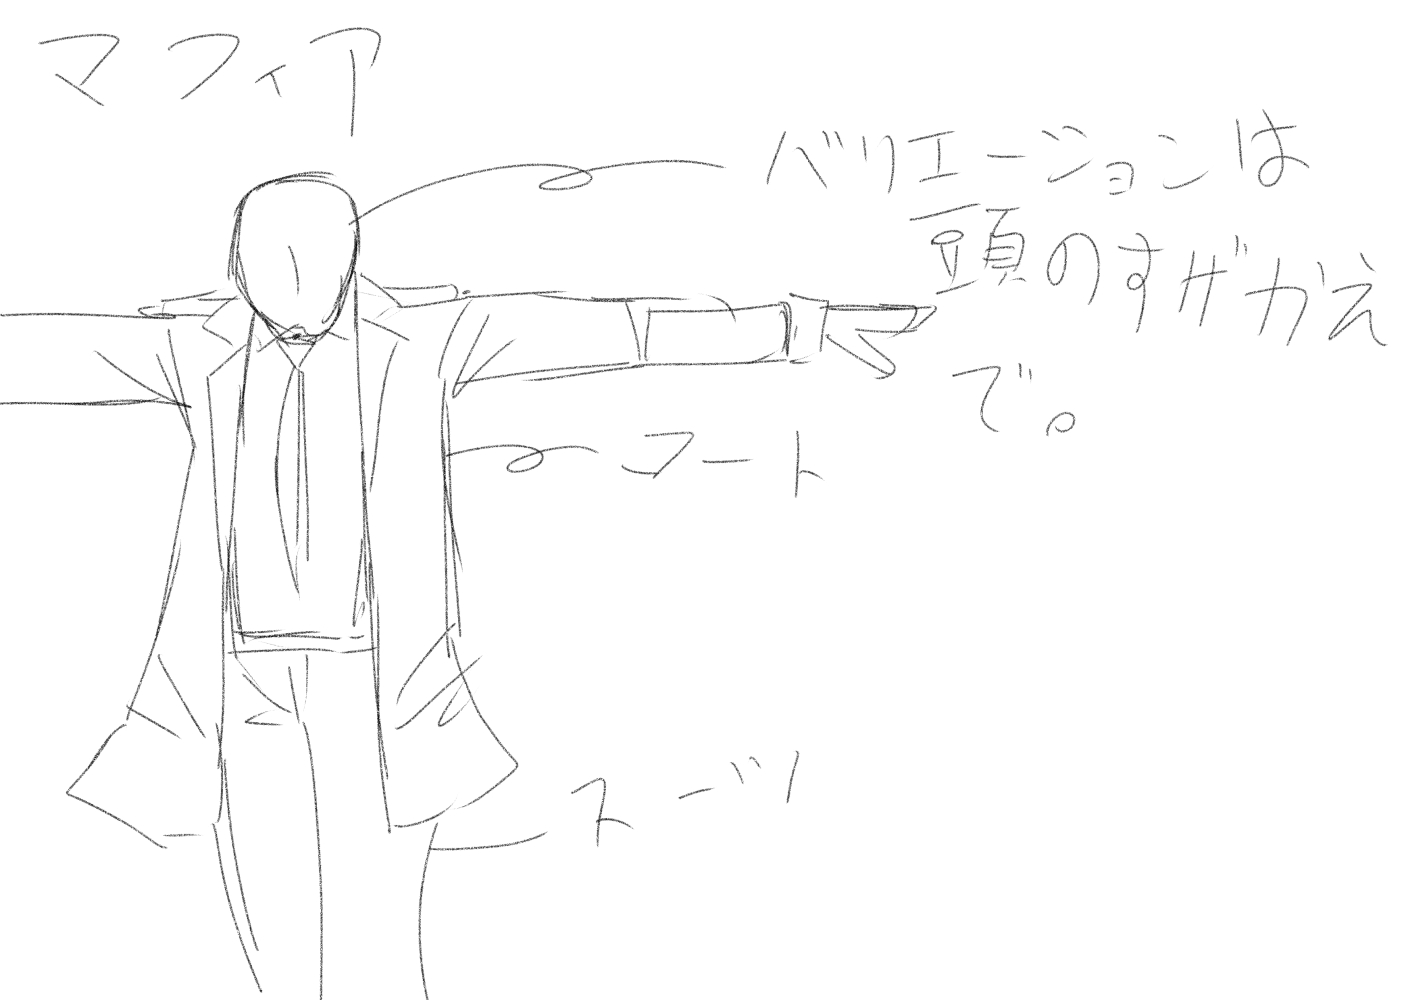 マフィア
バリエーションは
頭のすげかえ
で。
コート
スーツ